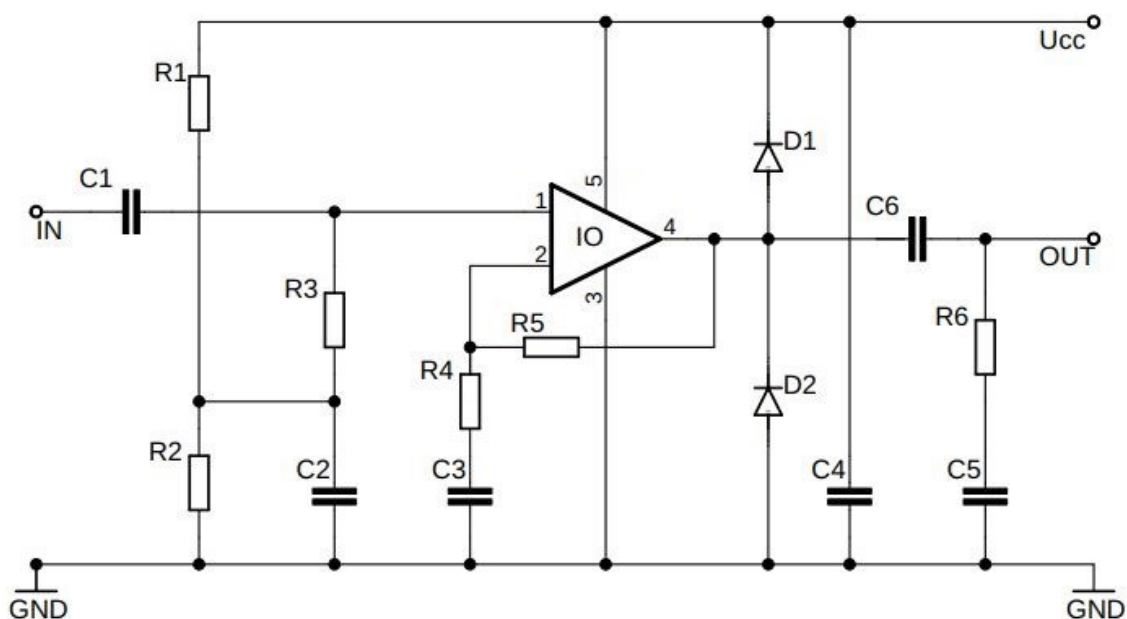 Ucc
R1
D1
C1
5
1
C6
IN
IO
4
2
OUT
R3
3
R5
R6
R4
D2
R2
C2
C3
C4
C5
GND
GND